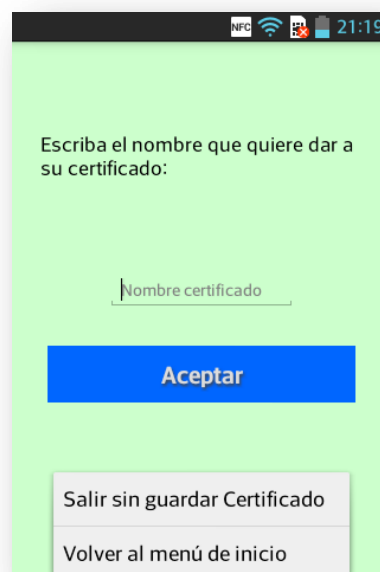 NFC 21:19
Escriba el nombre que quiere dar a
su certificado:
Nombre certificado
Aceptar
Salir sin guardar Certificado
Volver al menú de inicio